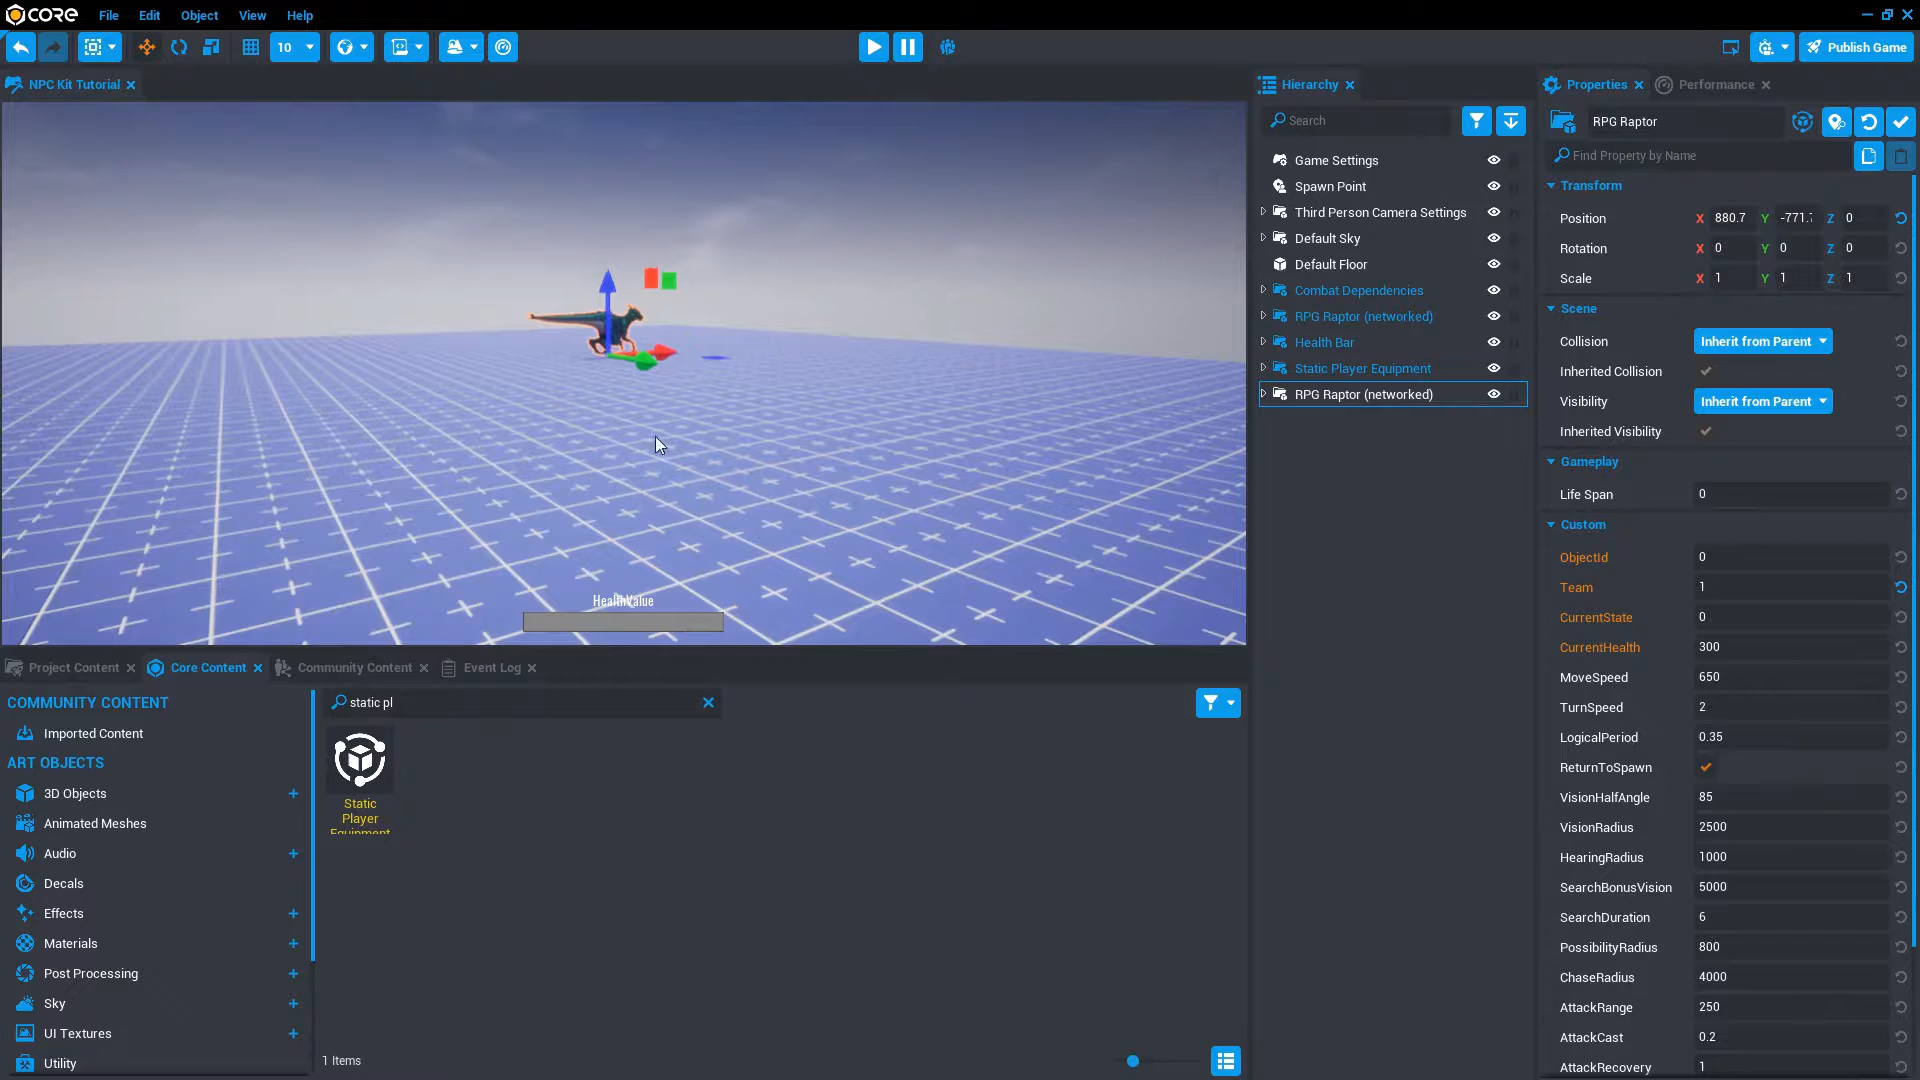 CORE
File
Edit
Object
View
Help
10
Publish Game
NPC Kit Tutorial
HealthValue
Hierarchy
Search
Game Settings
Spawn Point
Third Person Camera Settings
Default Sky
Default Floor
Combat Dependencies
RPG Raptor (networked)
Health Bar
Static Player Equipment
RPG Raptor (networked)
Properties
Performance
RPG Raptor
Find Property by Name
Transform
Position X 880.7 Y -771. Z 0
Rotation X 0 Y 0 Z 0
Scale X 1 Y 1 Z 1
Scene
Collision Inherit from Parent
Inherited Collision
Visibility Inherit from Parent
Inherited Visibility
Gameplay
Life Span 0
Custom
ObjectId 0
Team 1
CurrentState 0
CurrentHealth 300
MoveSpeed 650
TurnSpeed 2
LogicalPeriod 0.35
ReturnToSpawn
VisionHalfAngle 85
VisionRadius 2500
HearingRadius 1000
SearchBonusVision 5000
SearchDuration 6
PossibilityRadius 800
ChaseRadius 4000
AttackRange 250
AttackCast 0.2
AttackRecovery 1
Project Content
Core Content
Community Content
Event Log
COMMUNITY CONTENT
Imported Content
ART OBJECTS
3D Objects
Animated Meshes
Audio
Decals
Effects
Materials
Post Processing
Sky
UI Textures
Utility
static pl
Static
Player
Equipment
1 Items